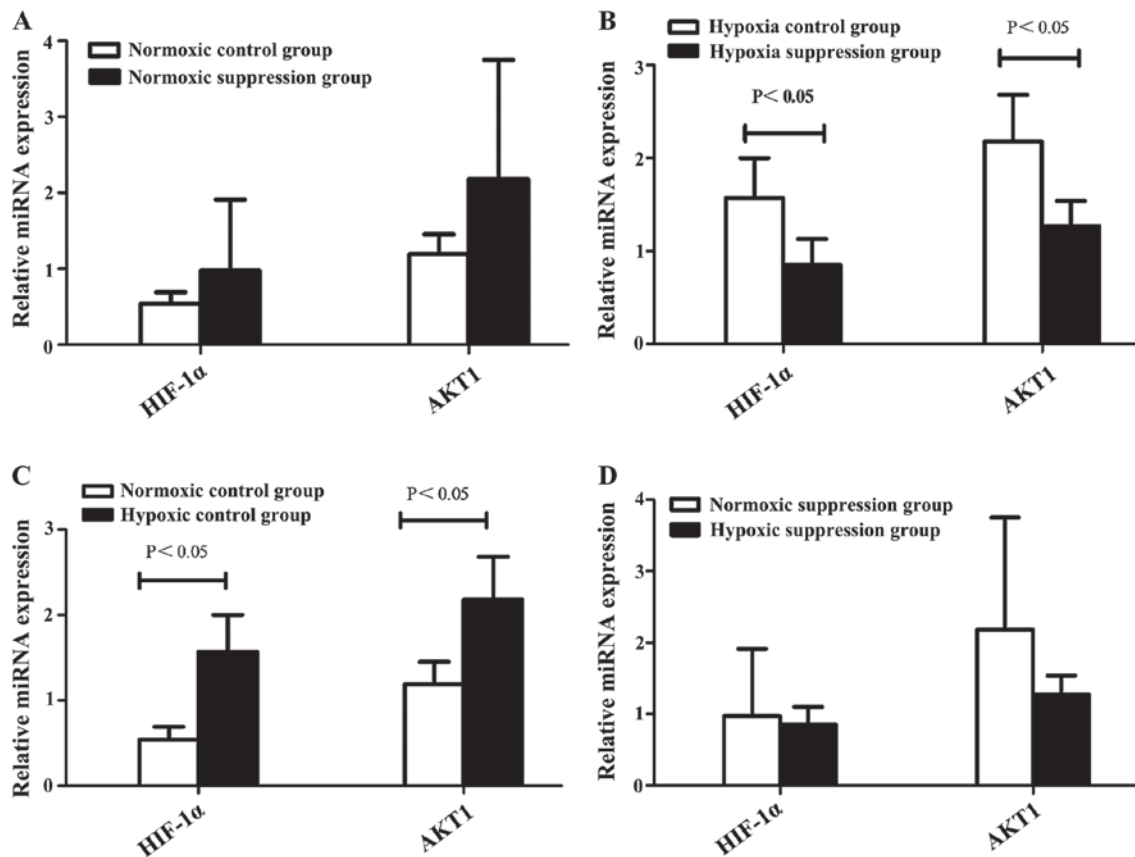 A
Normoxic control group
Normoxic suppression group
Relative miRNA expression
4
3
2
1
0
HIF-1α
AKT1
B
Hypoxia control group
Hypoxia suppression group
P< 0.05
P< 0.05
Relative miRNA expression
3
2
1
0
HIF-1α
AKT1
C
Normoxic control group
Hypoxic control group
P< 0.05
P< 0.05
Relative miRNA expression
3
2
1
0
HIF-1α
AKT1
D
Normoxic suppression group
Hypoxic suppression group
Relative miRNA expression
4
3
2
1
0
HIF-1α
AKT1